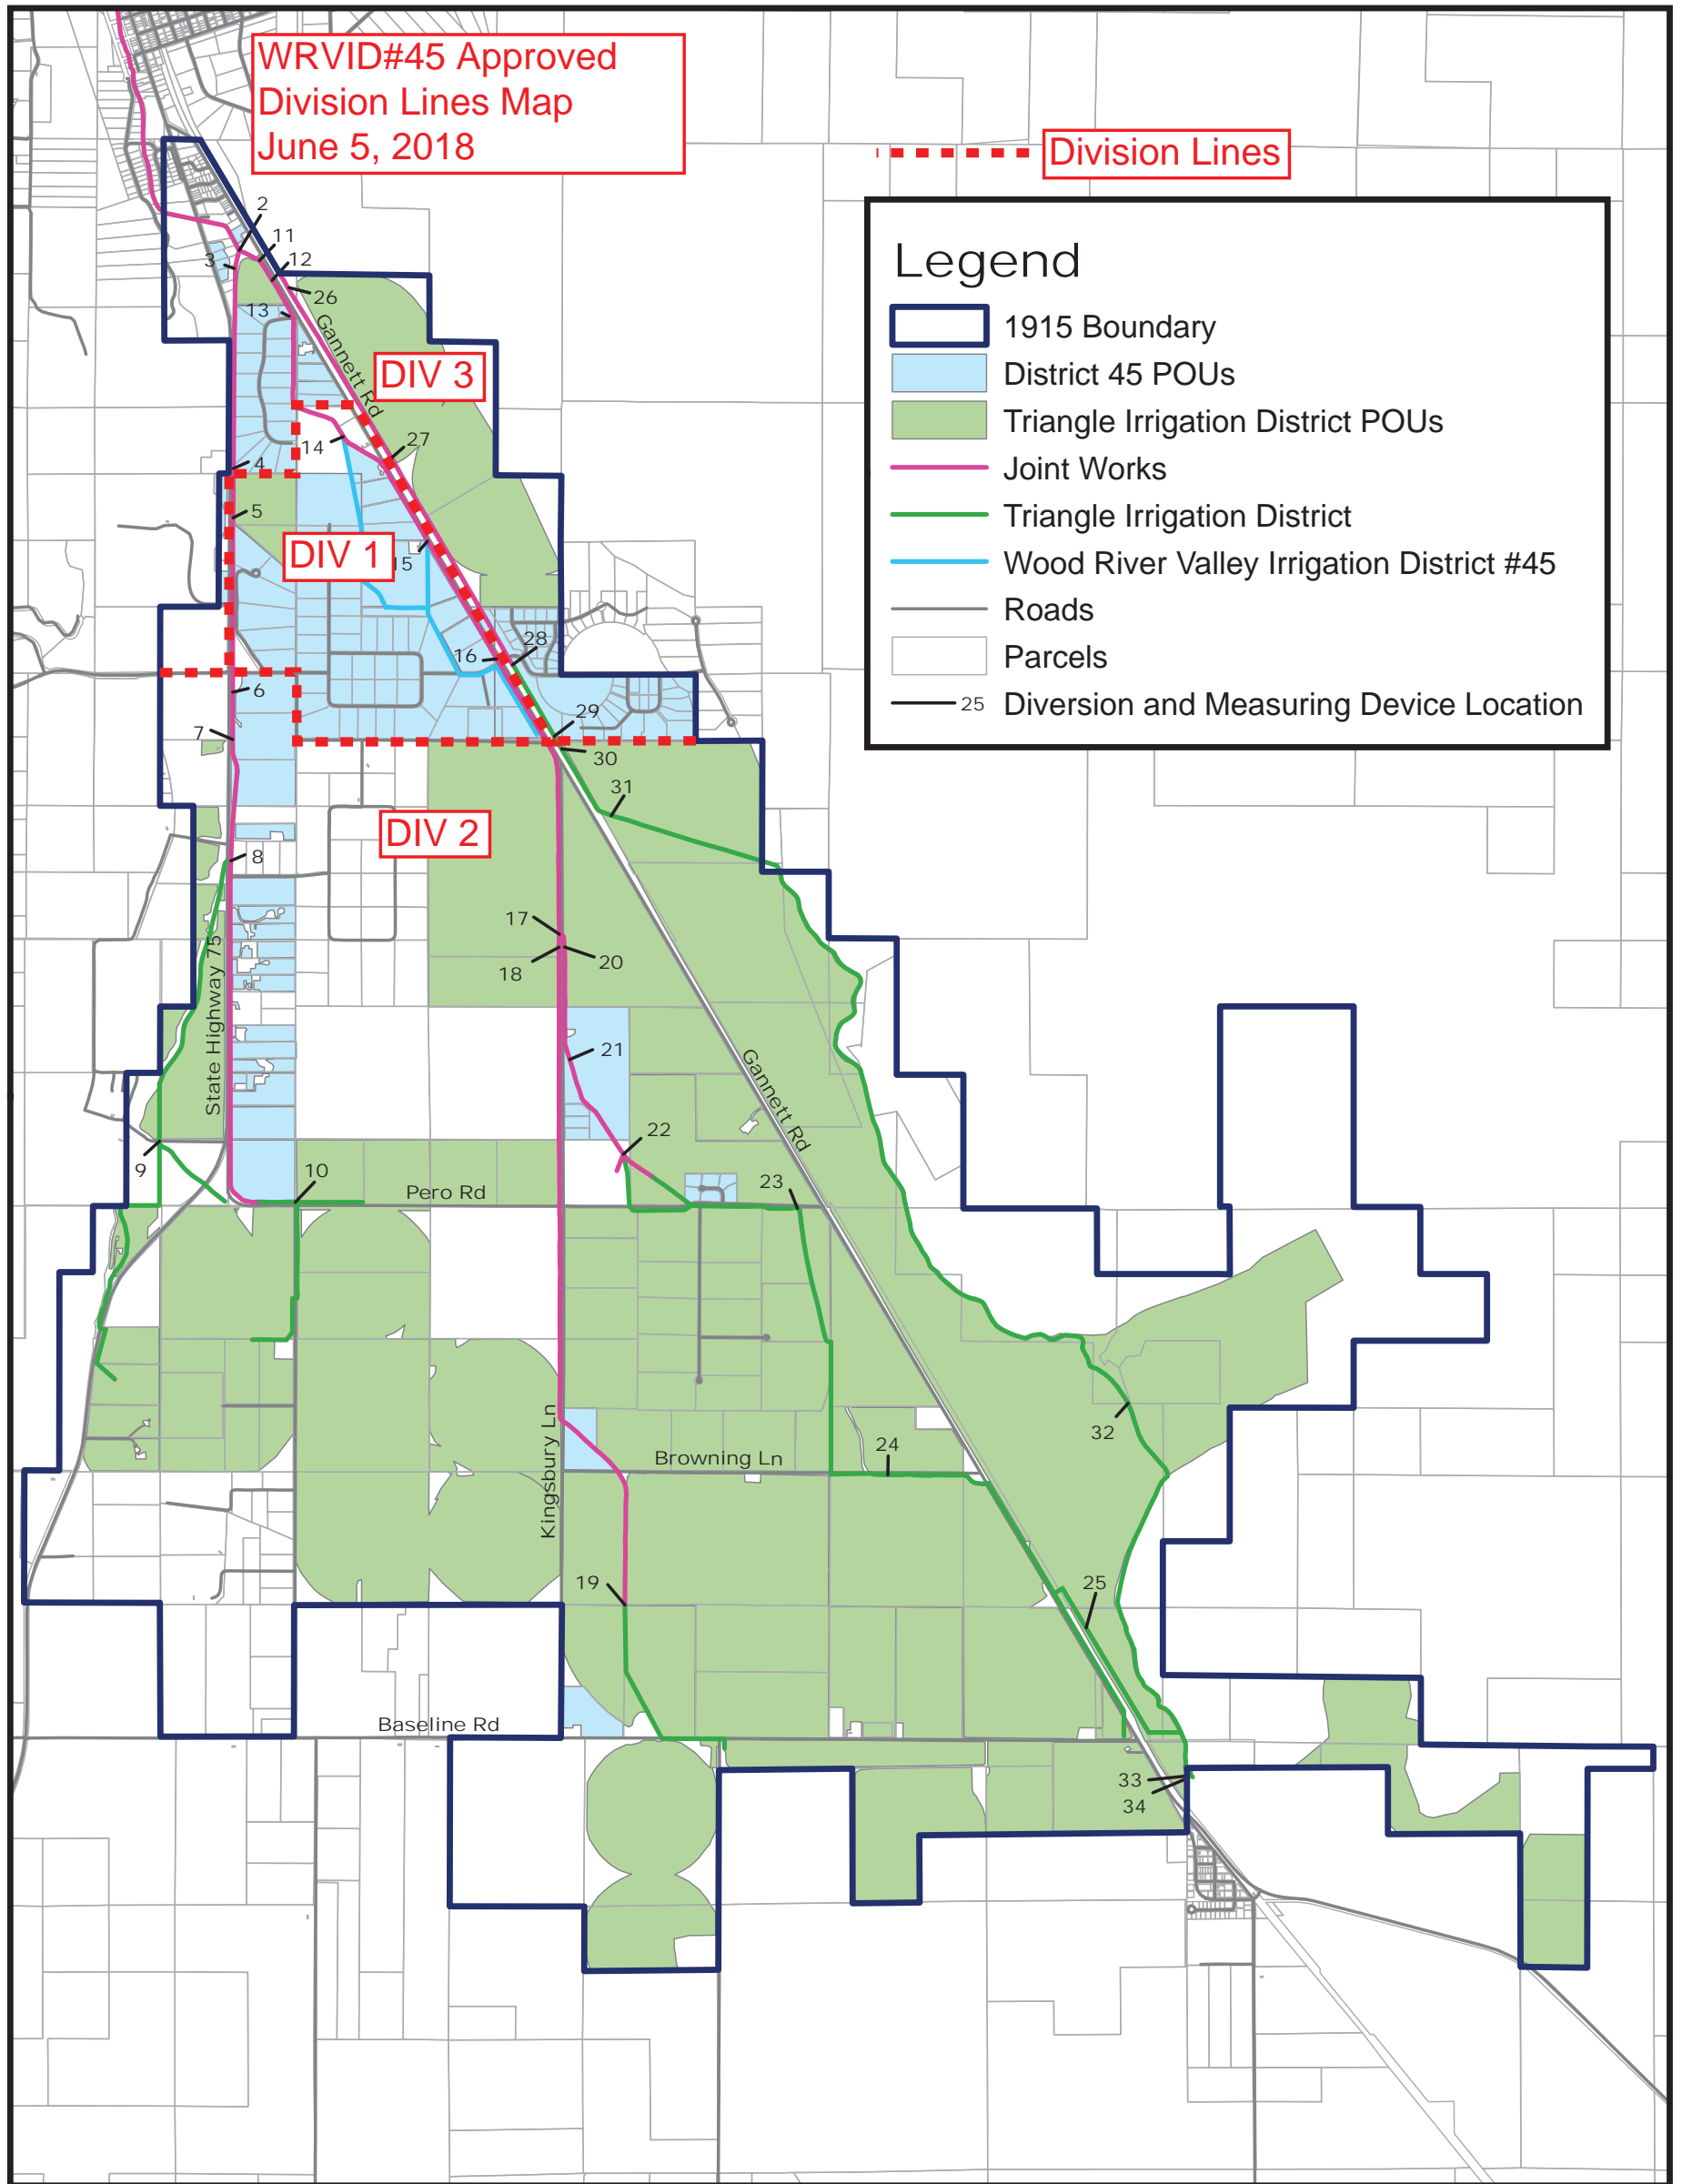 WRVID#45 Approved
Division Lines Map
June 5, 2018
Division Lines
Legend
1915 Boundary
District 45 POUs
Triangle Irrigation District POUs
Joint Works
Triangle Irrigation District
Wood River Valley Irrigation District #45
Roads
Parcels
25 Diversion and Measuring Device Location
2
11
3
12
26
13
Gannett Rd
DIV 3
27
14
4
5
DIV 1
15
28
16
6
29
7
30
31
DIV 2
8
17
18
20
State Highway 75
21
Gannett Rd
22
9
10
Pero Rd
23
32
Kingsbury Ln
24
Browning Ln
19
25
Baseline Rd
33
34